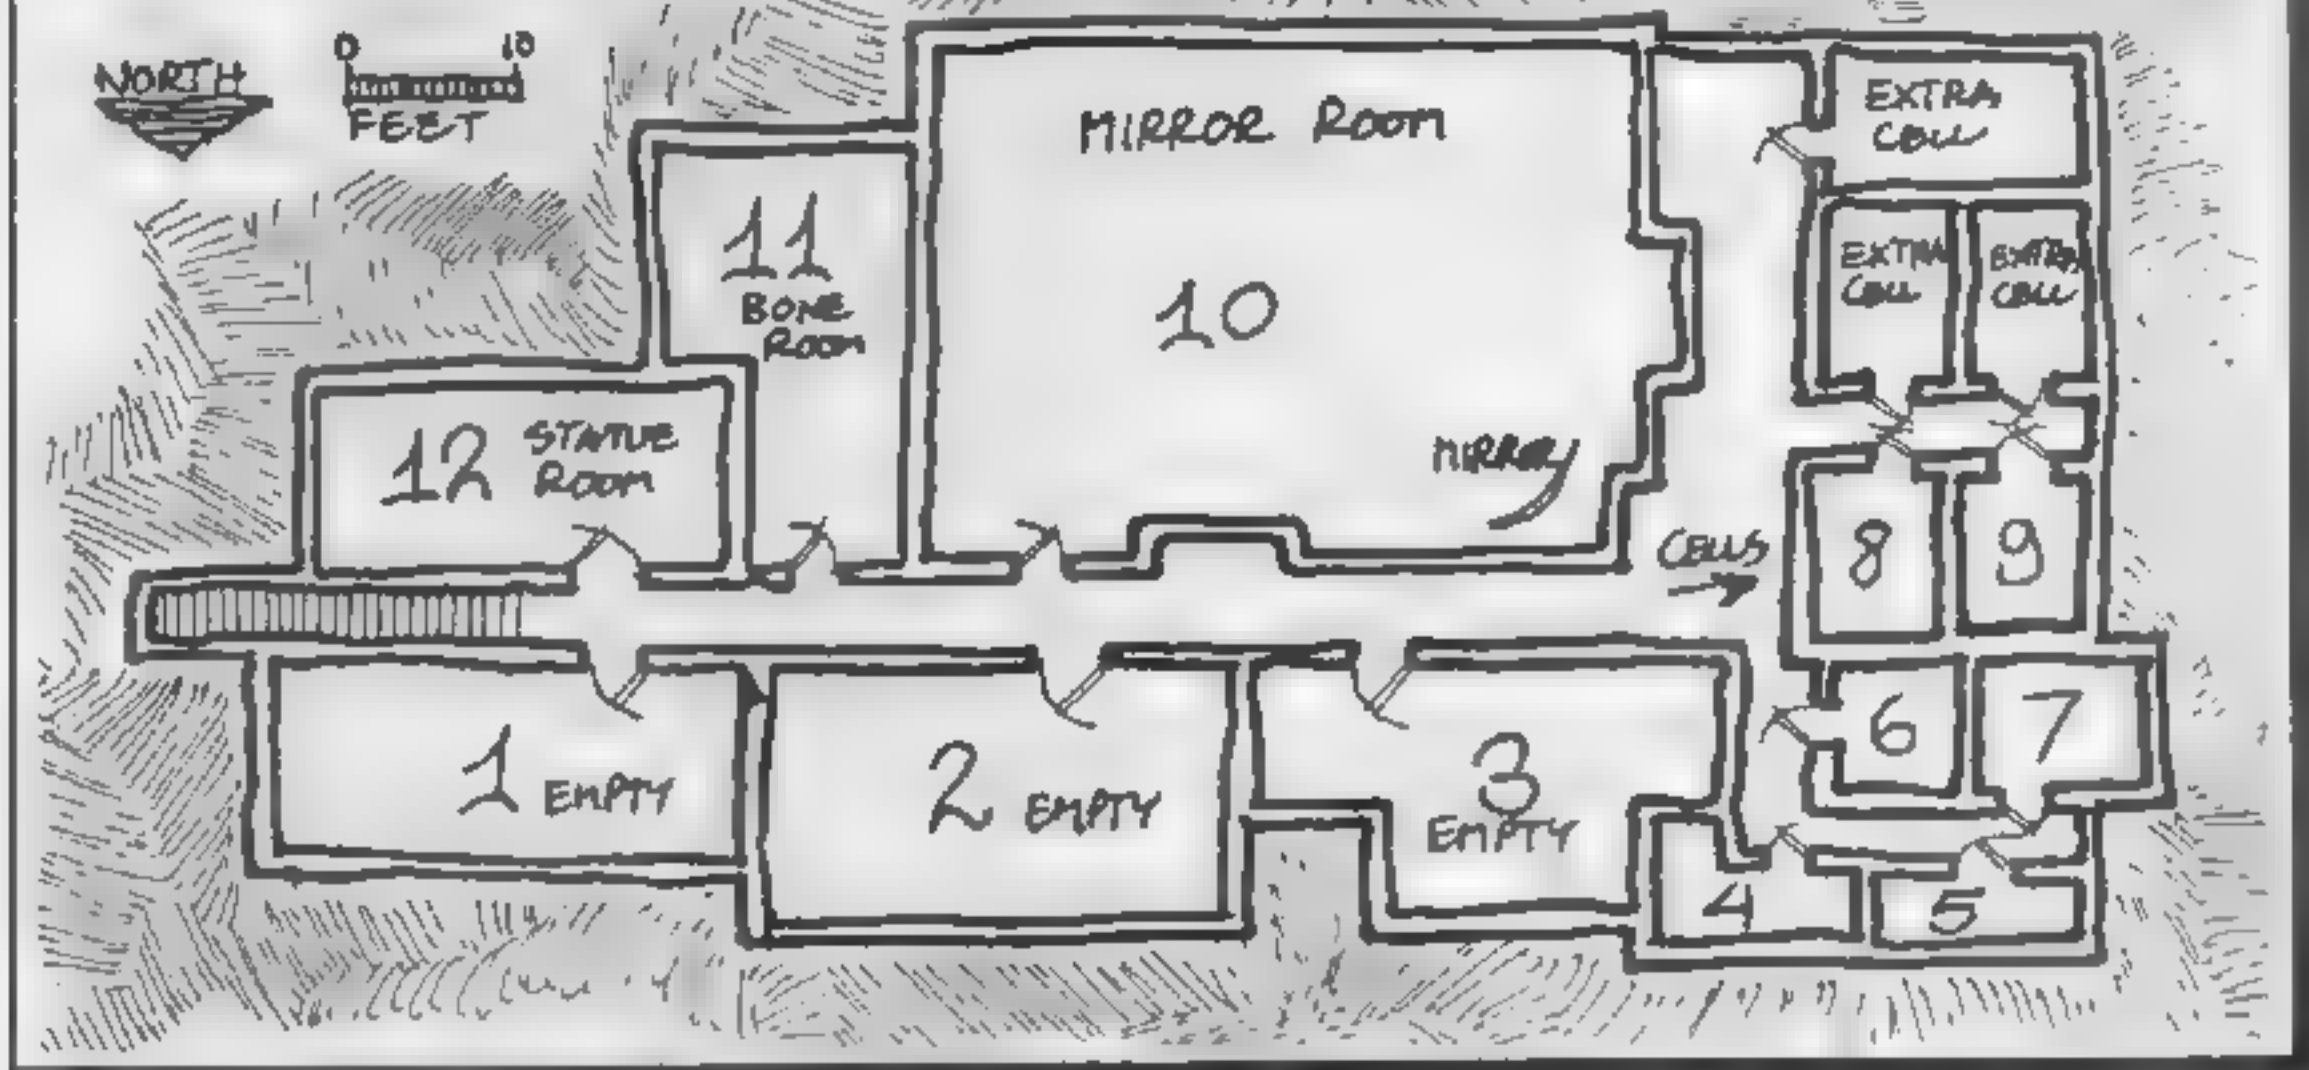 NORTH
0 10
FEET
MIRROR ROOM
EXTRA
CELL
11
BONE
ROOM
10
EXTRA
CELL
EXTRA
CELL
12 STATUE
ROOM
MIRROR
CELLS
8
9
1 EMPTY
2 EMPTY
3
EMPTY
6
7
4
5